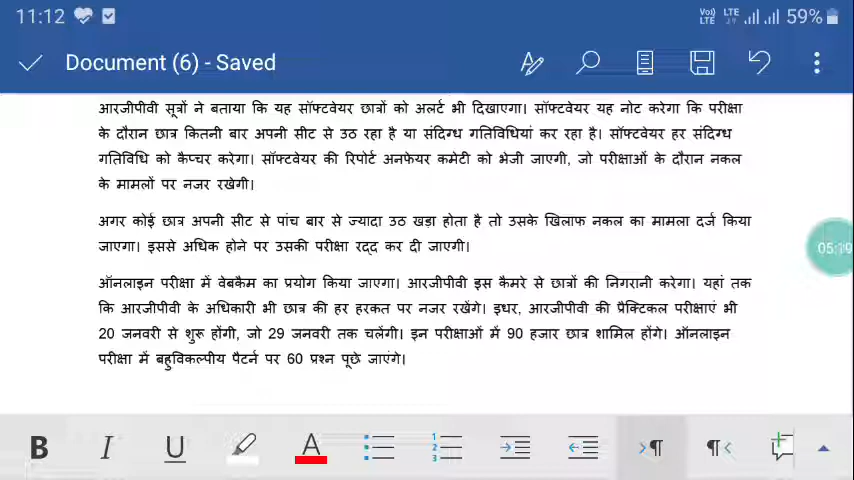 11:12 Vo) LTE LTE 59%
Document (6) - Saved
आरजीपीवी सूत्रों ने बताया कि यह सॉफ्टवेयर छात्रों को अलर्ट भी दिखाएगा। सॉफ्टवेयर यह नोट करेगा कि परीक्षा
के दौरान छात्र कितनी बार अपनी सीट से उठ रहा है या संदिग्ध गतिविधियां कर रहा है। सॉफ्टवेयर हर संदिग्ध
गतिविधि को कैप्चर करेगा। सॉफ्टवेयर की रिपोर्ट अनफेयर कमेटी को भेजी जाएगी, जो परीक्षाओं के दौरान नकल
के मामलों पर नजर रखेगी।
अगर कोई छात्र अपनी सीट से पांच बार से ज्यादा उठ खड़ा होता है तो उसके खिलाफ नकल का मामला दर्ज किया
जाएगा। इससे अधिक होने पर उसकी परीक्षा रद्द कर दी जाएगी।
05:19
ऑनलाइन परीक्षा में वेबकैम का प्रयोग किया जाएगा। आरजीपीवी इस कैमरे से छात्रों की निगरानी करेगा। यहां तक
कि आरजीपीवी के अधिकारी भी छात्र की हर हरकत पर नजर रखेंगे। इधर, आरजीपीवी की प्रैक्टिकल परीक्षाएं भी
20 जनवरी से शुरू होंगी, जो 29 जनवरी तक चलेंगी। इन परीक्षाओं में 90 हजार छात्र शामिल होंगे। ऑनलाइन
परीक्षा में बहुविकल्पीय पैटर्न पर 60 प्रश्न पूछे जाएंगे।
B I U A